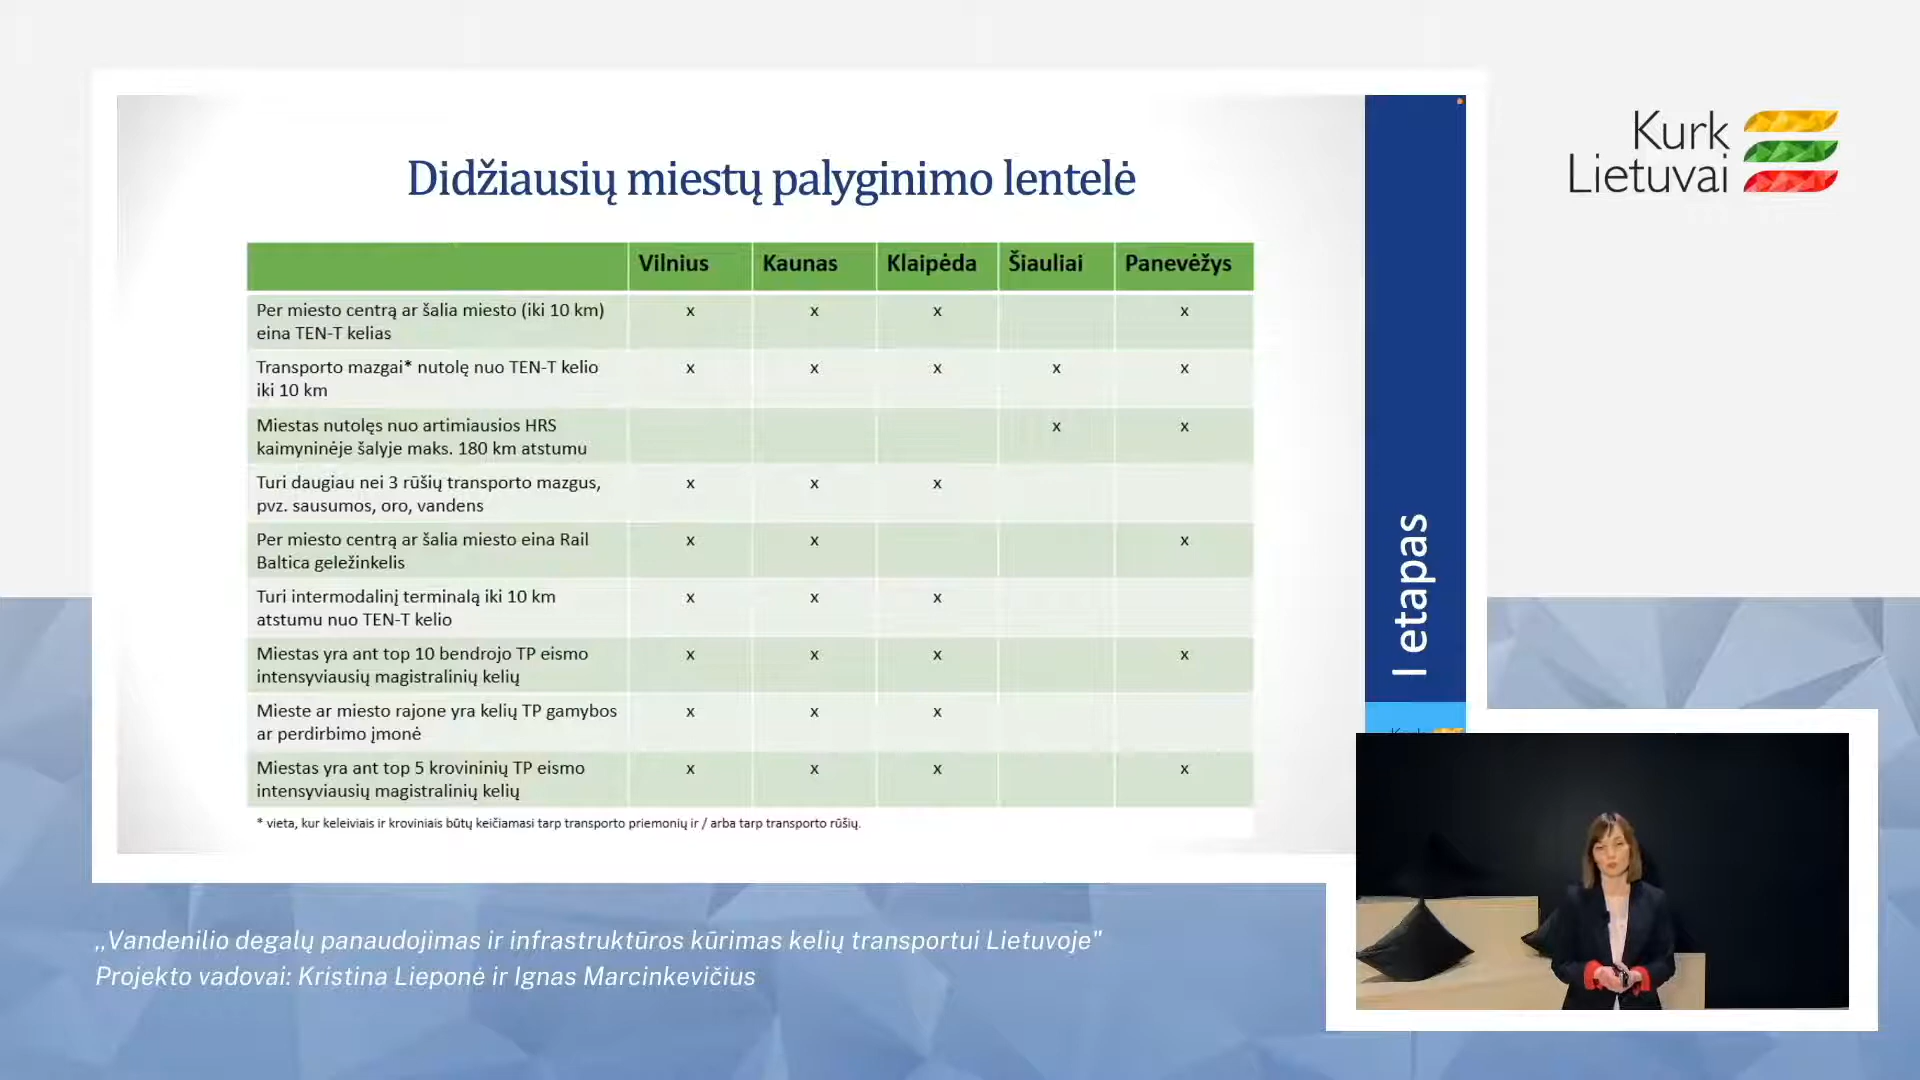 Kurk
Lietuvai
Didžiausių miestų palyginimo lentelė
Vilnius Kaunas Klaipėda Šiauliai Panevėžys
Per miesto centrą ar šalia miesto (iki 10 km) x x x x
eina TEN-T kelias
Transporto mazgai* nutolę nuo TEN-T kelio x x x x x
iki 10 km
Miestas nutolęs nuo artimiausios HRS x x
kaimyninėje šalyje maks. 180 km atstumu
Turi daugiau nei 3 rūšių transporto mazgus, x x x
pvz. sausumos, oro, vandens
Per miesto centrą ar šalia miesto eina Rail x x x
Baltica geležinkelis
Turi intermodalinį terminalą iki 10 km x x x
atstumu nuo TEN-T kelio
Miestas yra ant top 10 bendrojo TP eismo x x x x
intensyviausių magistralinių kelių
Mieste ar miesto rajone yra kelių TP gamybos x x x
ar perdirbimo įmonė
Miestas yra ant top 5 krovininių TP eismo x x x x
intensyviausių magistralinių kelių
* vieta, kur keleiviais ir kroviniais būtų keičiamasi tarp transporto priemonių ir / arba tarp transporto rūšių.
I etapas
,,Vandenilio degalų panaudojimas ir infrastruktūros kūrimas kelių transportui Lietuvoje"
Projekto vadovai: Kristina Lieponė ir Ignas Marcinkevičius